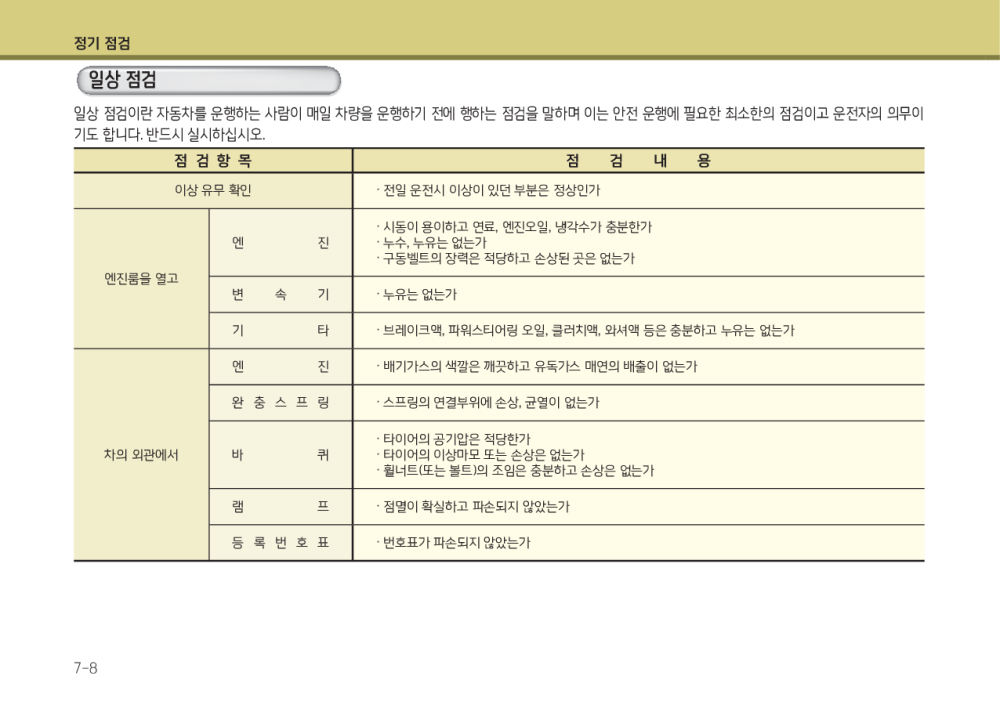 정기 점검
일상 점검
일상 점검이란 자동차를 운행하는 사람이 매일 차량을 운행하기 전에 행하는 점검을 말하며 이는 안전 운행에 필요한 최소한의 점검이고 운전자의 의무이
기도 합니다. 반드시 실시하십시오.
점 검 항 목 점 검 내 용
이상 유무 확인 · 전일 운전시 이상이 있던 부분은 정상인가
엔진룸을 열고
엔 진
· 시동이 용이하고 연료, 엔진오일, 냉각수가 충분한가
· 누수, 누유는 없는가
· 구동벨트의 장력은 적당하고 손상된 곳은 없는가
변 속 기 · 누유는 없는가
기 타 · 브레이크액, 파워스티어링 오일, 클러치액, 와셔액 등은 충분하고 누유는 없는가
차의 외관에서
엔 진 · 배기가스의 색깔은 깨끗하고 유독가스 매연의 배출이 없는가
완 충 스 프 링 · 스프링의 연결부위에 손상, 균열이 없는가
바 퀴
· 타이어의 공기압은 적당한가
· 타이어의 이상마모 또는 손상은 없는가
· 휠너트(또는 볼트)의 조임은 충분하고 손상은 없는가
램 프 · 점멸이 확실하고 파손되지 않았는가
등 록 번 호 표 · 번호표가 파손되지 않았는가
7-8